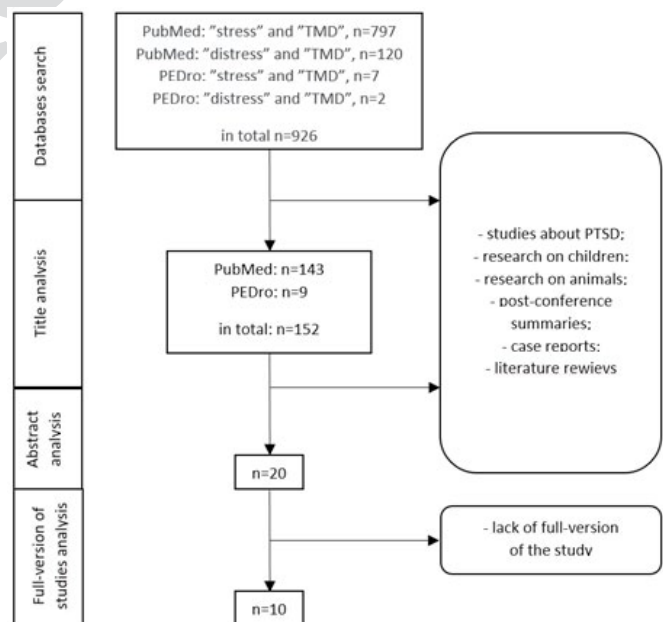 Databases search
PubMed: "stress" and "TMD", n=797
PubMed: "distress" and "TMD", n=120
PEDro: "stress" and "TMD", n=7
PEDro: "distress" and "TMD", n=2
in total n=926
Title analysis
PubMed: n=143
PEDro: n=9
in total: n=152
- studies about PTSD;
- research on children:
- research on animals;
- post-conference
summaries;
- case reports:
- literature rewievs
Abstract
analysis
n=20
Full-version of
studies analysis
- lack of full-version
of the study
n=10